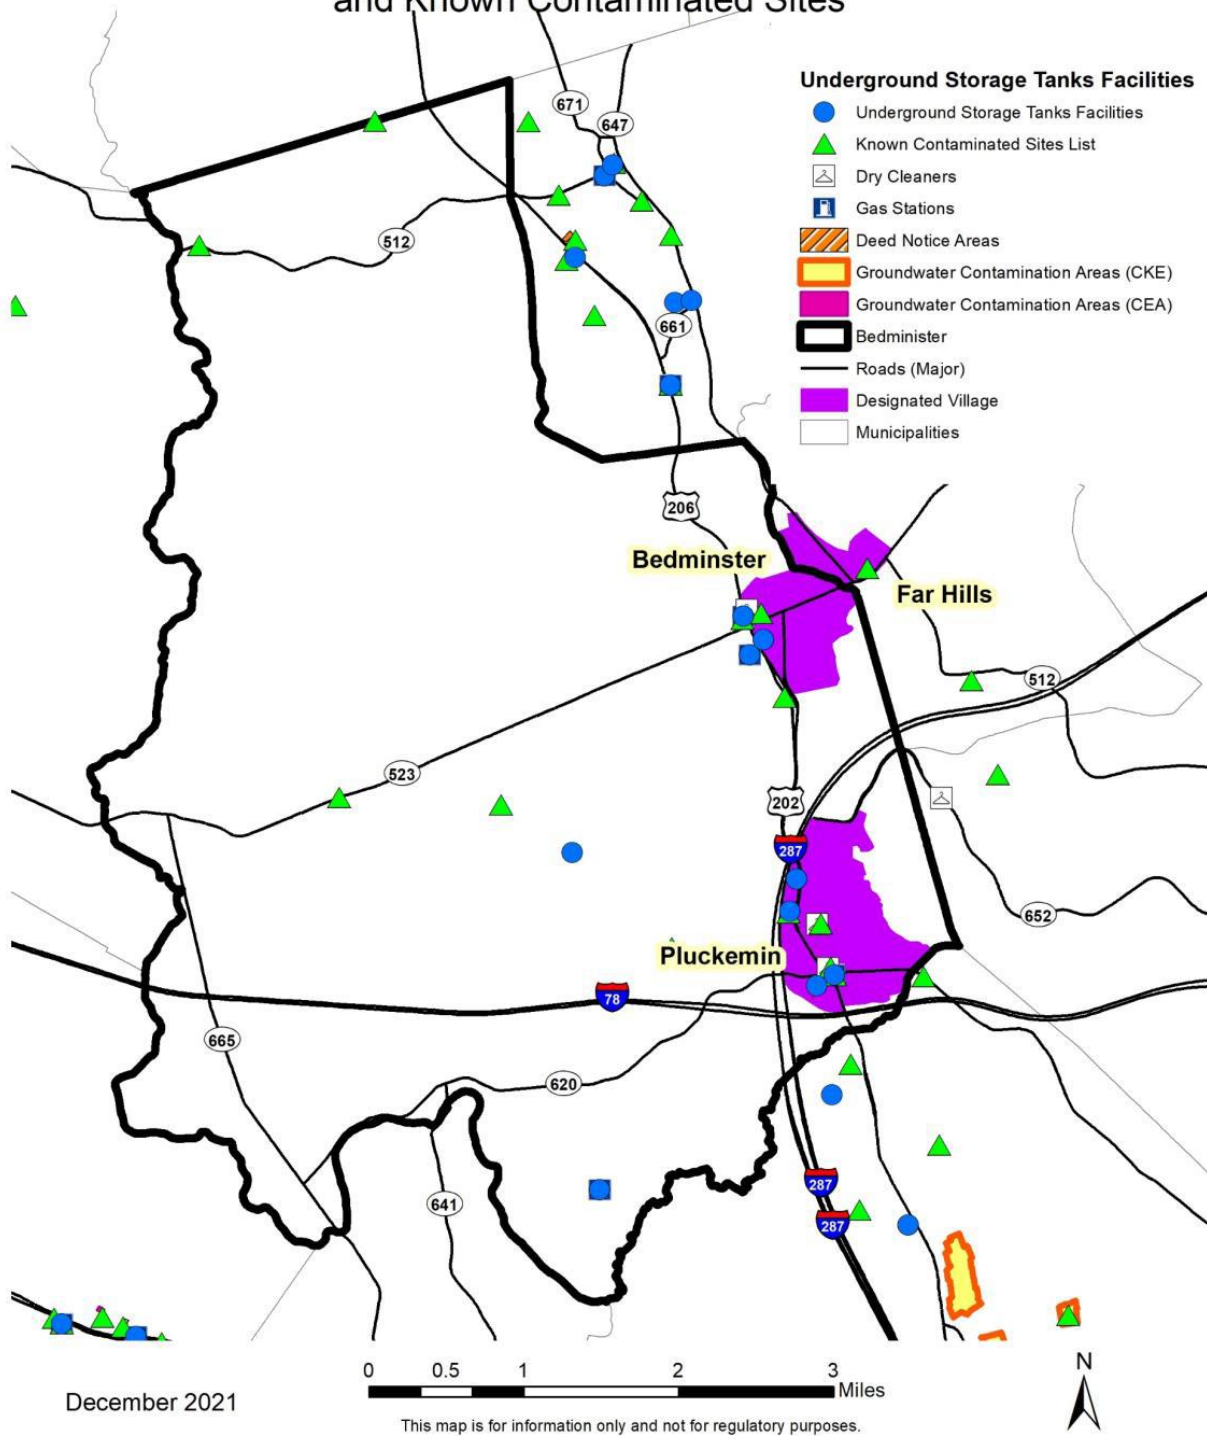 and Known Contaminated Sites
Underground Storage Tanks Facilities
Underground Storage Tanks Facilities
Known Contaminated Sites List
Dry Cleaners
Gas Stations
Deed Notice Areas
Groundwater Contamination Areas (CKE)
Groundwater Contamination Areas (CEA)
Bedminister
Roads (Major)
Designated Village
Municipalities
671
647
512
661
206
Bedminster
Far Hills
512
523
202
287
652
Pluckemin
78
665
620
287
641
287
0 0.5 1 2 3
Miles
N
December 2021
This map is for information only and not for regulatory purposes.